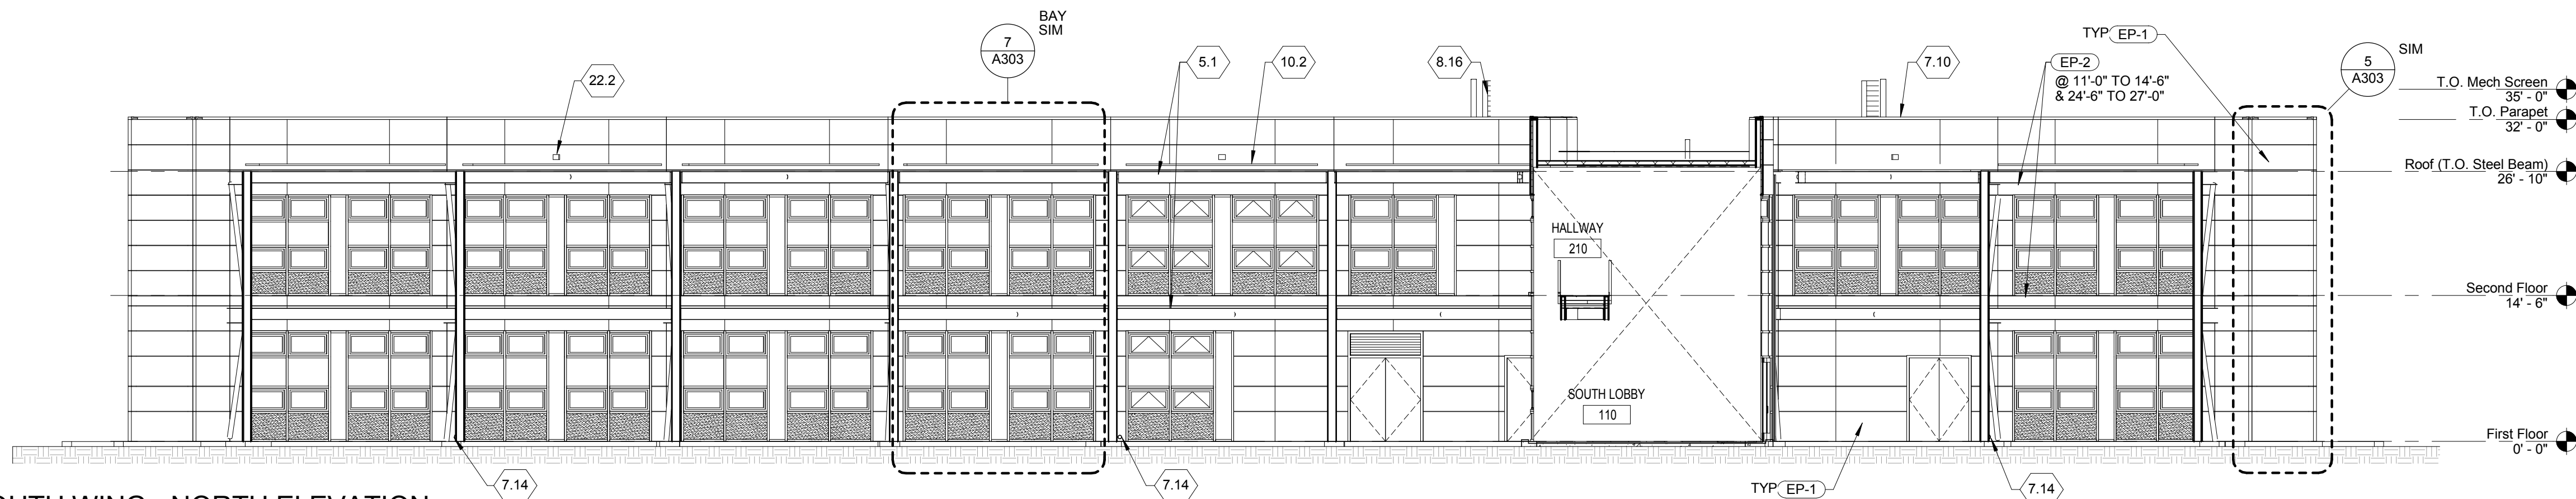 BAY
SIM
7
A303
22.2
5.1
10.2
8.16
7.10
TYP EP-1
EP-2
@ 11'-0" TO 14'-6"
& 24'-6" TO 27'-0"
5
A303
SIM
T.O. Mech Screen
35' - 0"
T.O. Parapet
32' - 0"
Roof (T.O. Steel Beam)
26' - 10"
HALLWAY
210
Second Floor
14' - 6"
SOUTH LOBBY
110
First Floor
0' - 0"
7.14
7.14
TYP EP-1
7.14